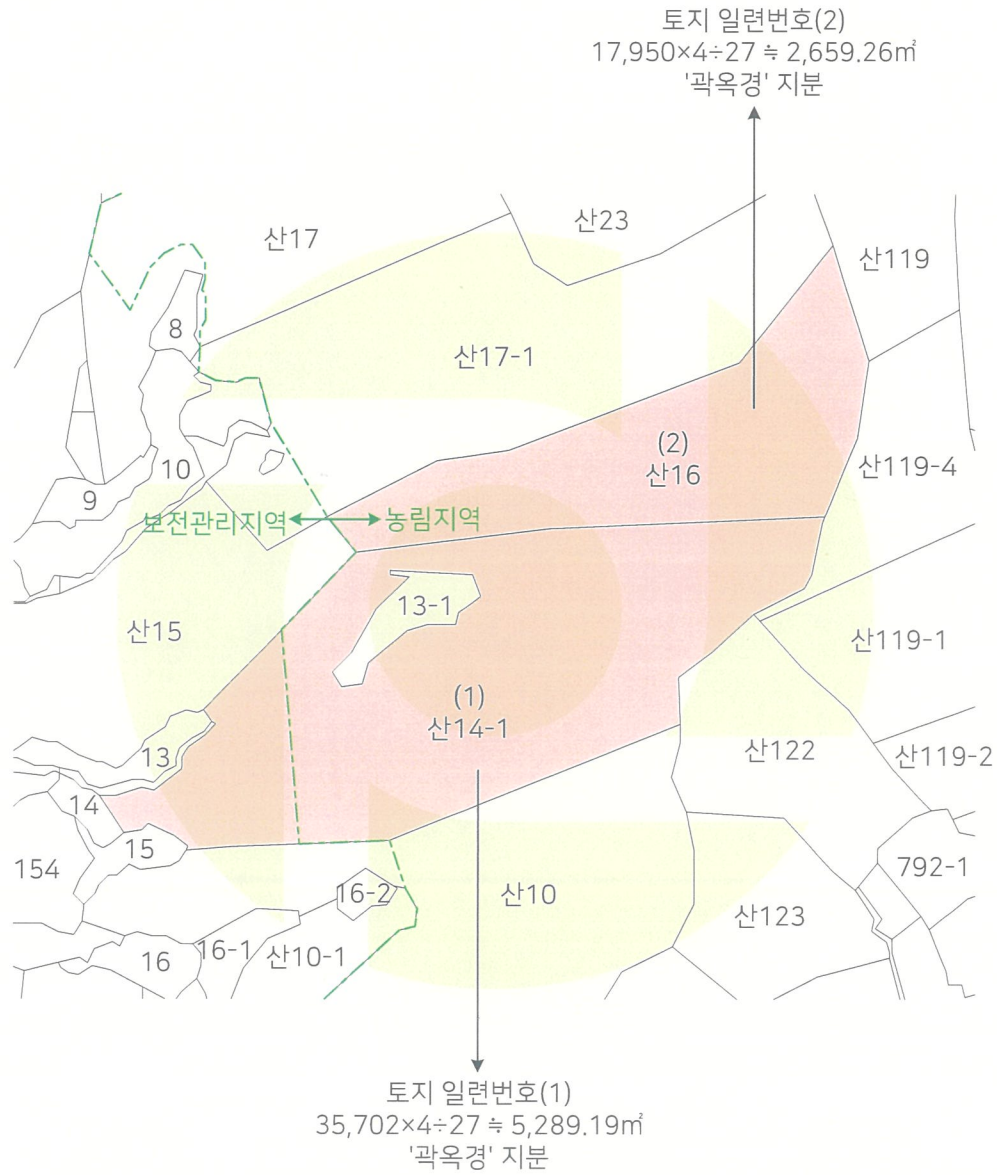 토지 일련번호(2)
17,950×4÷27 ≒ 2,659.26㎡
'곽옥경' 지분
산17
산23
산119
8
산17-1
(2)
산16
산119-4
10
9
보전관리지역
농림지역
13-1
산15
산119-1
(1)
산14-1
산122
산119-2
13
14
15
154
792-1
16-2
산10
산123
16-1
산10-1
16
토지 일련번호(1)
35,702×4÷27 ≒ 5,289.19㎡
'곽옥경' 지분